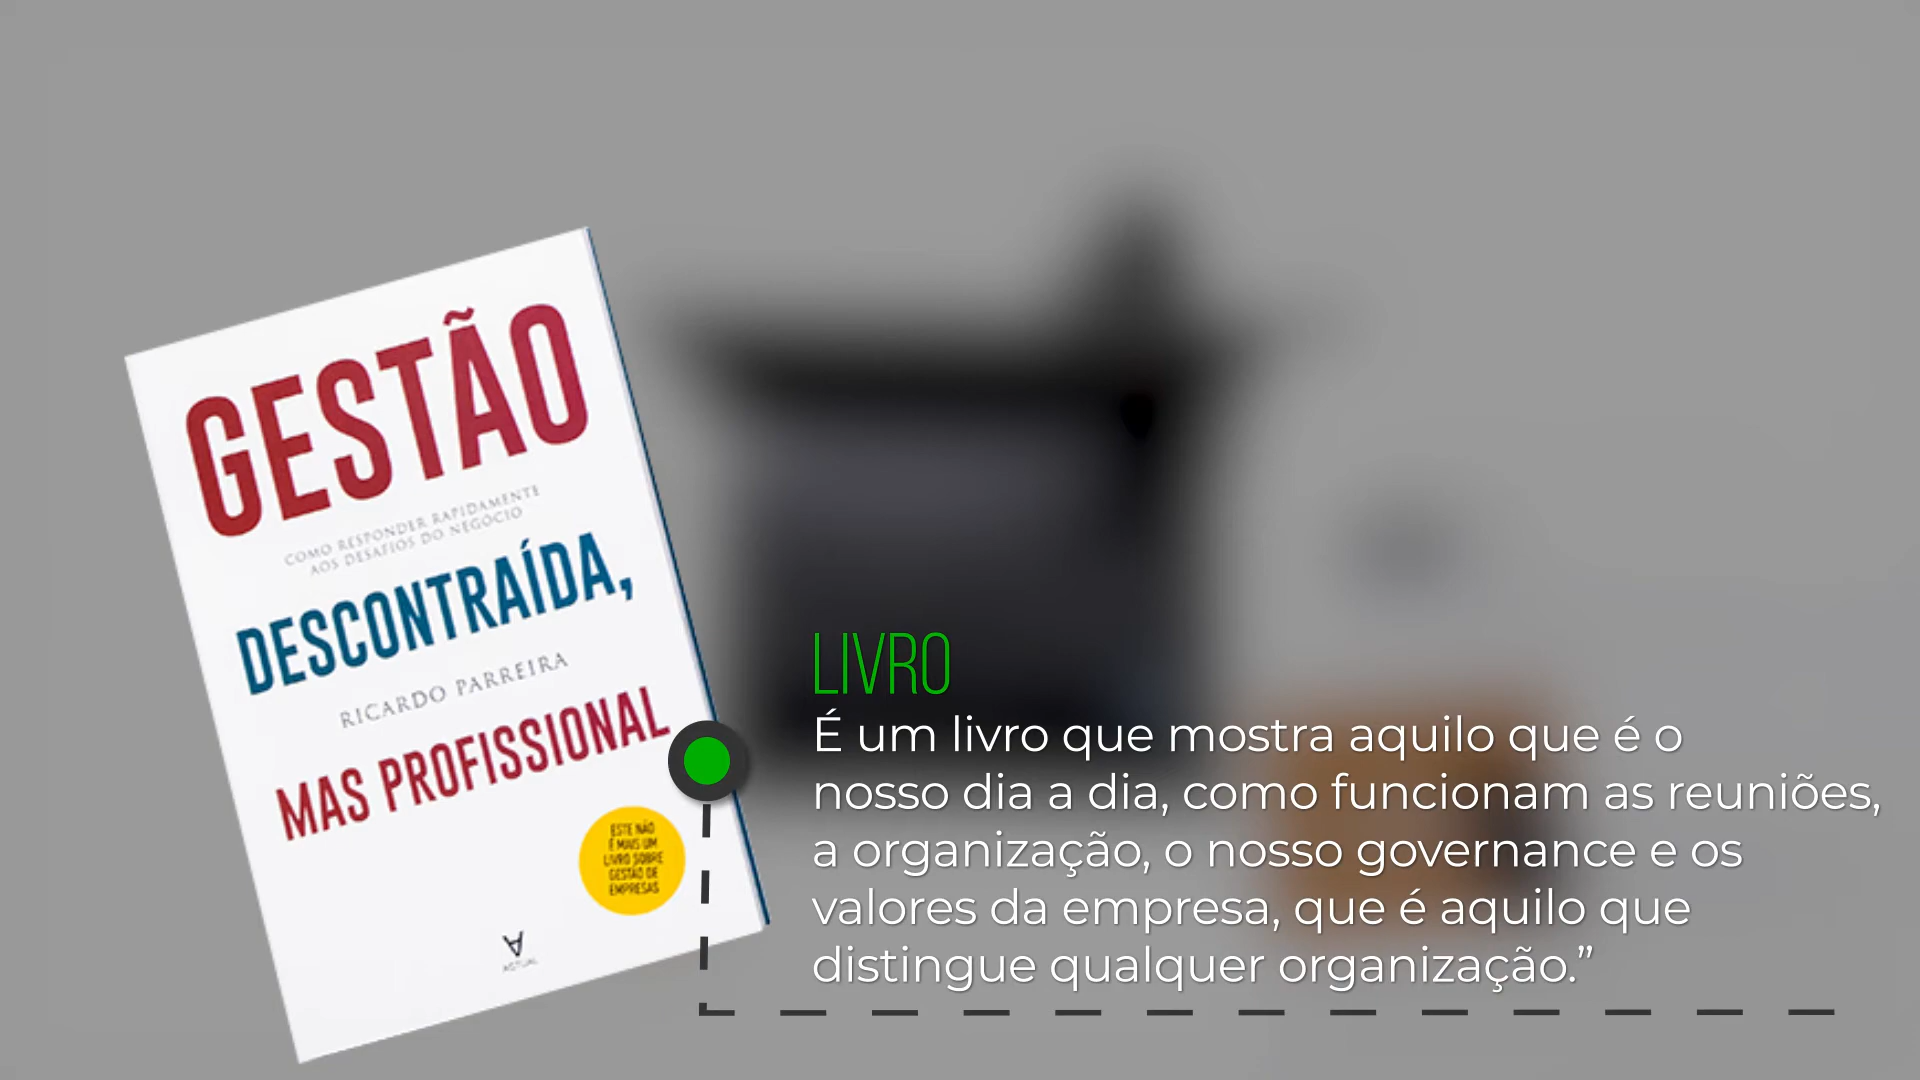 GESTÃO
COMO RESPONDER RAPIDAMENTE
AOS DESAFIOS DO NEGÓCIO
DESCONTRAÍDA,
RICARDO PARREIRA
MAS PROFISSIONAL
ESTE NÃO
É MAIS UM
LIVRO SOBRE
GESTÃO DE
EMPRESAS
ACTUAL
LIVRO
É um livro que mostra aquilo que é o
nosso dia a dia, como funcionam as reuniões,
a organização, o nosso governance e os
valores da empresa, que é aquilo que
distingue qualquer organização.”